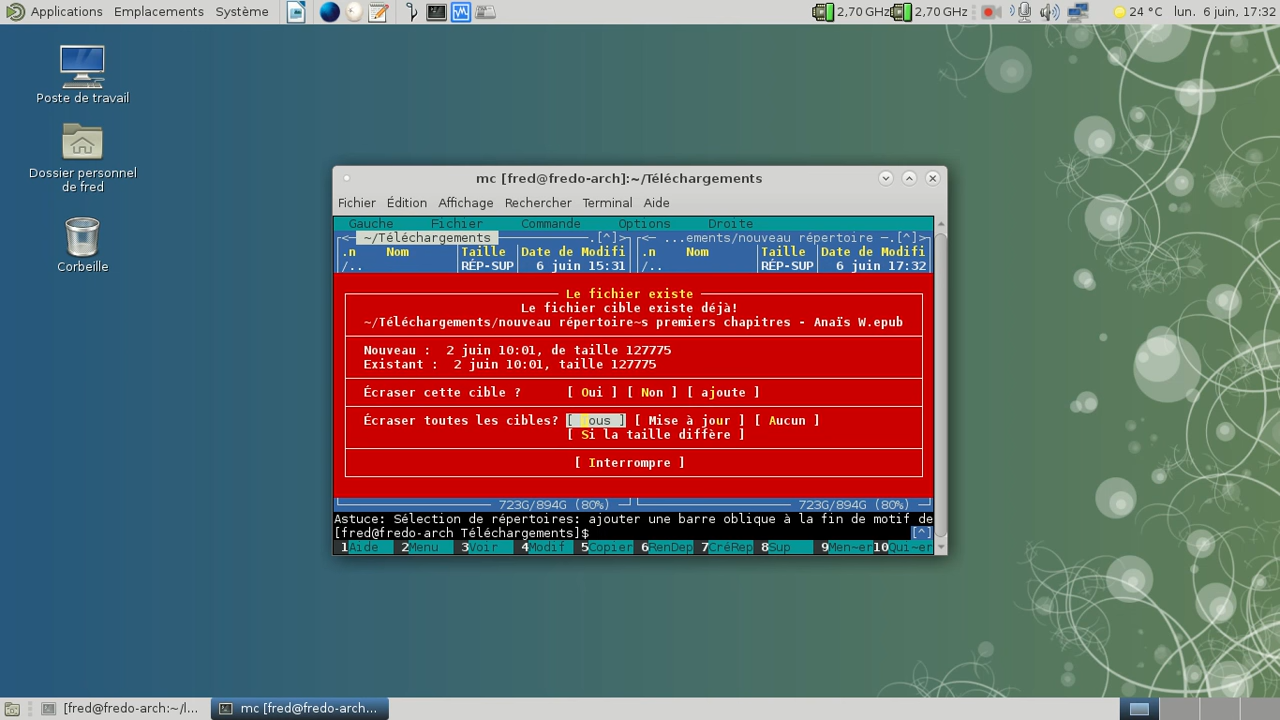 Applications Emplacements Système 2,70 GHz 2,70 GHz 24 °C lun. 6 juin, 17:32
Poste de travail
Dossier personnel
de fred
Corbeille
mc [fred@fredo-arch]:~/Téléchargements
Fichier Édition Affichage Rechercher Terminal Aide
Gauche Fichier Commande Options Droite
<─ ~/Téléchargements ─.[^]> <─ ...ements/nouveau répertoire ─.[^]>
.n Nom Taille Date de Modifi .n Nom Taille Date de Modifi
/.. RÉP-SUP 6 juin 15:31 /.. RÉP-SUP 6 juin 17:32
Le fichier existe
Le fichier cible existe déjà!
~/Téléchargements/nouveau répertoire~s premiers chapitres - Anaïs W.epub
Nouveau : 2 juin 10:01, de taille 127775
Existant : 2 juin 10:01, taille 127775
Écraser cette cible ? [ Oui ] [ Non ] [ ajoute ]
Écraser toutes les cibles? [ ous ] [ Mise à jour ] [ Aucun ]
[ Si la taille diffère ]
[ Interrompre ]
723G/894G (80%) 723G/894G (80%)
Astuce: Sélection de répertoires: ajouter une barre oblique à la fin de motif de
[fred@fredo-arch Téléchargements]$ [^]
1Aide 2Menu 3Voir 4Modif 5Copier 6RenDep 7CréRep 8Sup 9Men~er 10Qui~er
[fred@fredo-arch:~/l... mc [fred@fredo-arch...